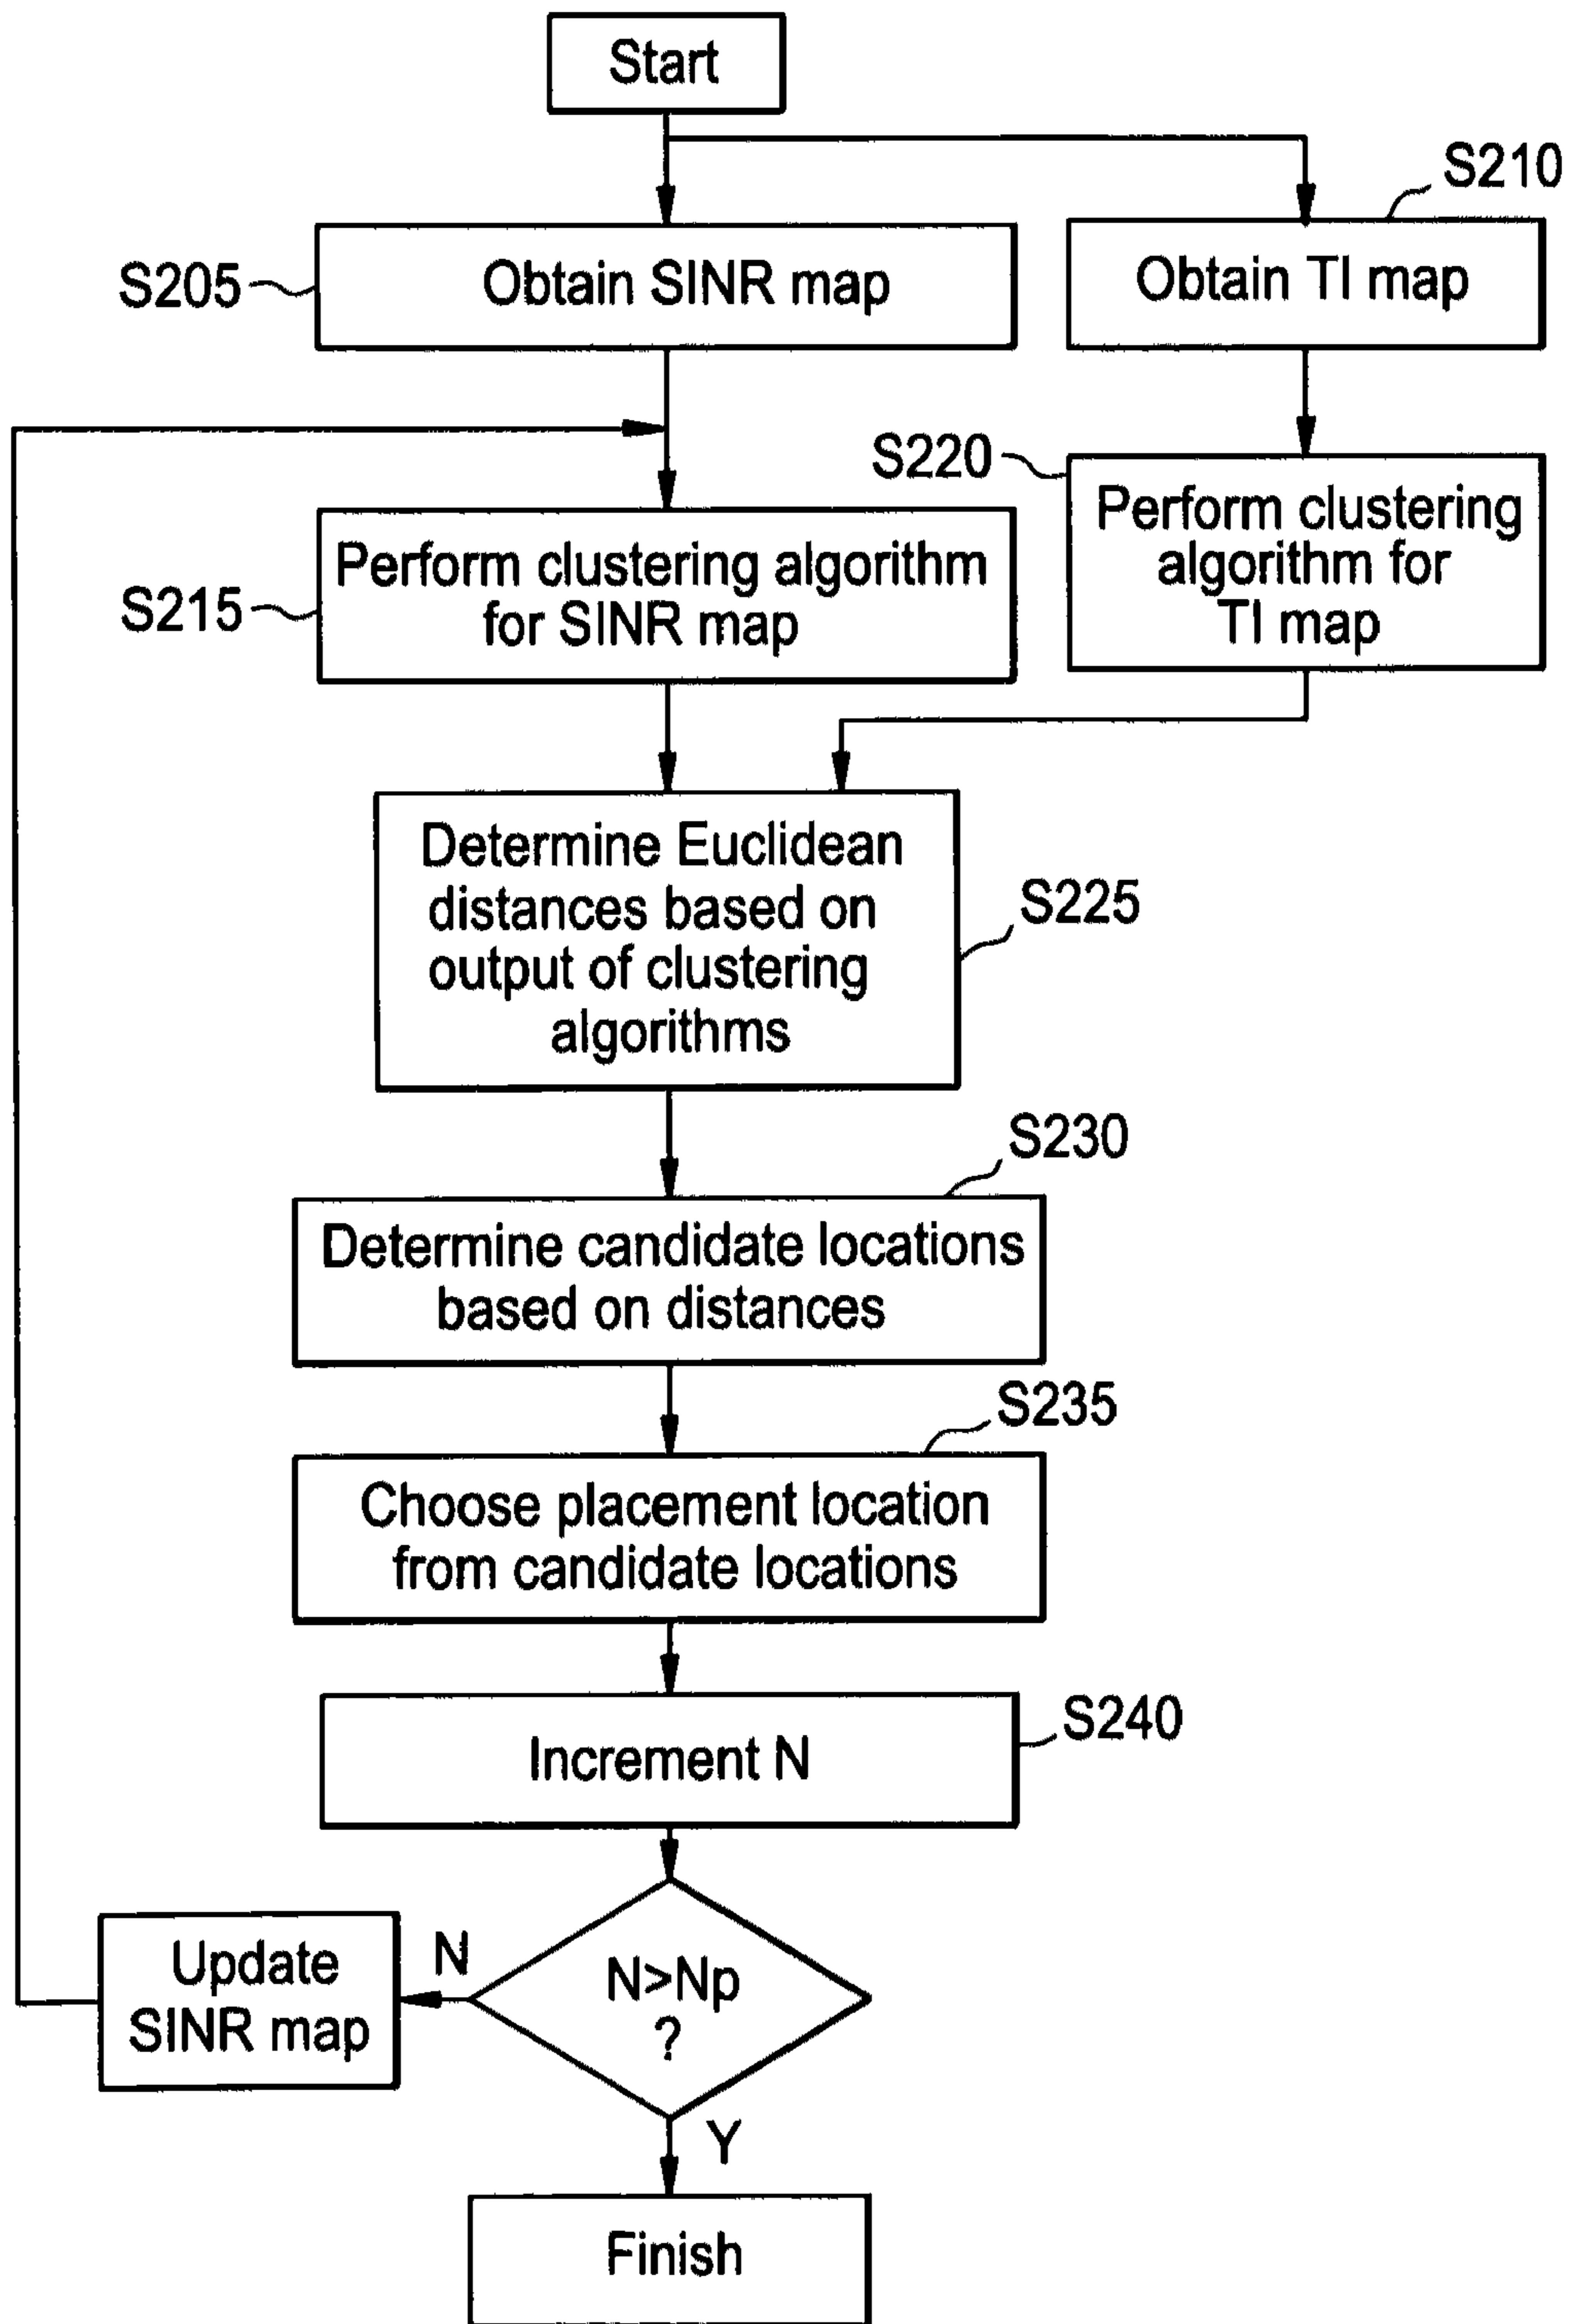 Start
S210
S205
Obtain SINR map
Obtain TI map
S220
Perform clustering
algorithm for
TI map
S215
Perform clustering algorithm
for SINR map
Determine Euclidean
distances based on
output of clustering
algorithms
S225
S230
Determine candidate locations
based on distances
S235
Choose placement location
from candidate locations
S240
Increment N
Update
SINR map
N
N>Np
?
Y
Finish